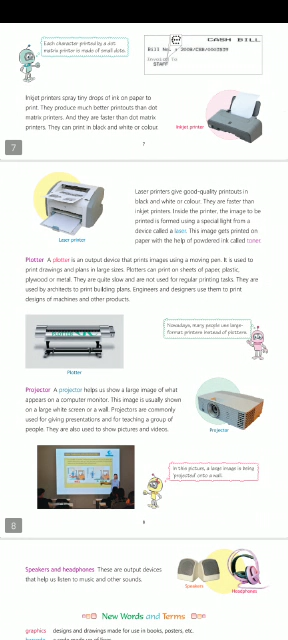 Each character printed by a dot
matrix printer is made of small dots.
CASH BILL
Bill No.
STAFF
Inkjet printers spray tiny drops of ink on paper to
print. They produce much better printouts than dot
matrix printers. And they are faster than dot matrix
printers. They can print in black and white or colour
Inkjet printer
7
7
Laser printers give good-quality printouts in
black and white or colour. They are faster than
inkjet printers. Inside the printer, the image to be
printed is formed using a special light from a
device called a laser. This image gets printed on
paper with the help of powdered ink called toner.
Laser printer
Plotter A plotter is an output device that prints images using a moving pen. It is used to
print drawings and plans in large sizes. Plotters can print on sheets of paper, plastic,
plywood or metal. They are quite slow and are not used for regular printing tasks. They are
used by architects to print building plans. Engineers and designers use them to print
designs of machines and other products.
Nowadays, many people use large-
format printers instead of plotters.
Plotter
Projector A projector helps us show a large image of what
appears on a computer monitor. This image is usually shown
on a large white screen or a wall. Projectors are commonly
used for giving presentations and for teaching a group of
people. They are also used to show pictures and videos.
Projector
In this picture, a large image is being
'projected' onto a wall.
8
8
Speakers and headphones These are output devices
that help us listen to music and other sounds.
Speakers
Headphones
New Words and Terms
graphics designs and drawings made for use in books, posters, etc.